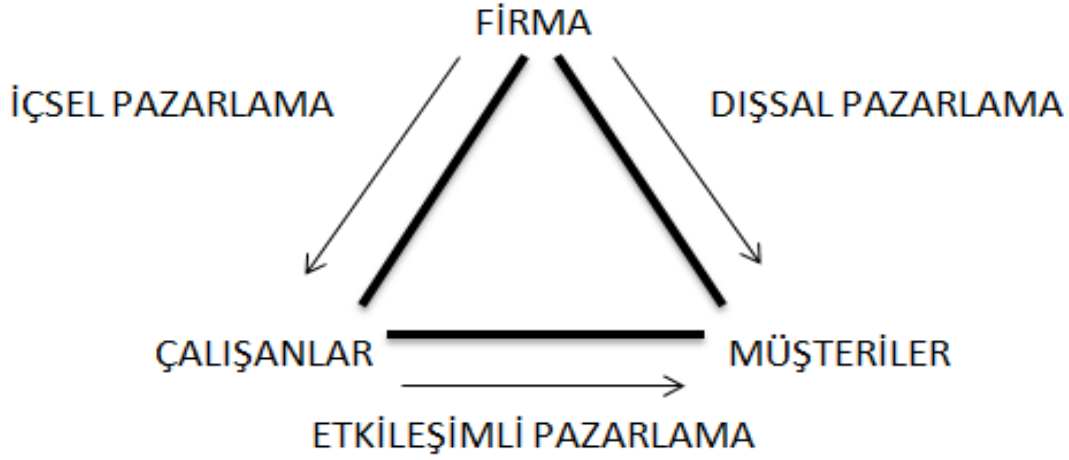 FİRMA
İÇSEL PAZARLAMA
DIŞSAL PAZARLAMA
ÇALIŞANLAR
MÜŞTERİLER
ETKİLEŞİMLİ PAZARLAMA